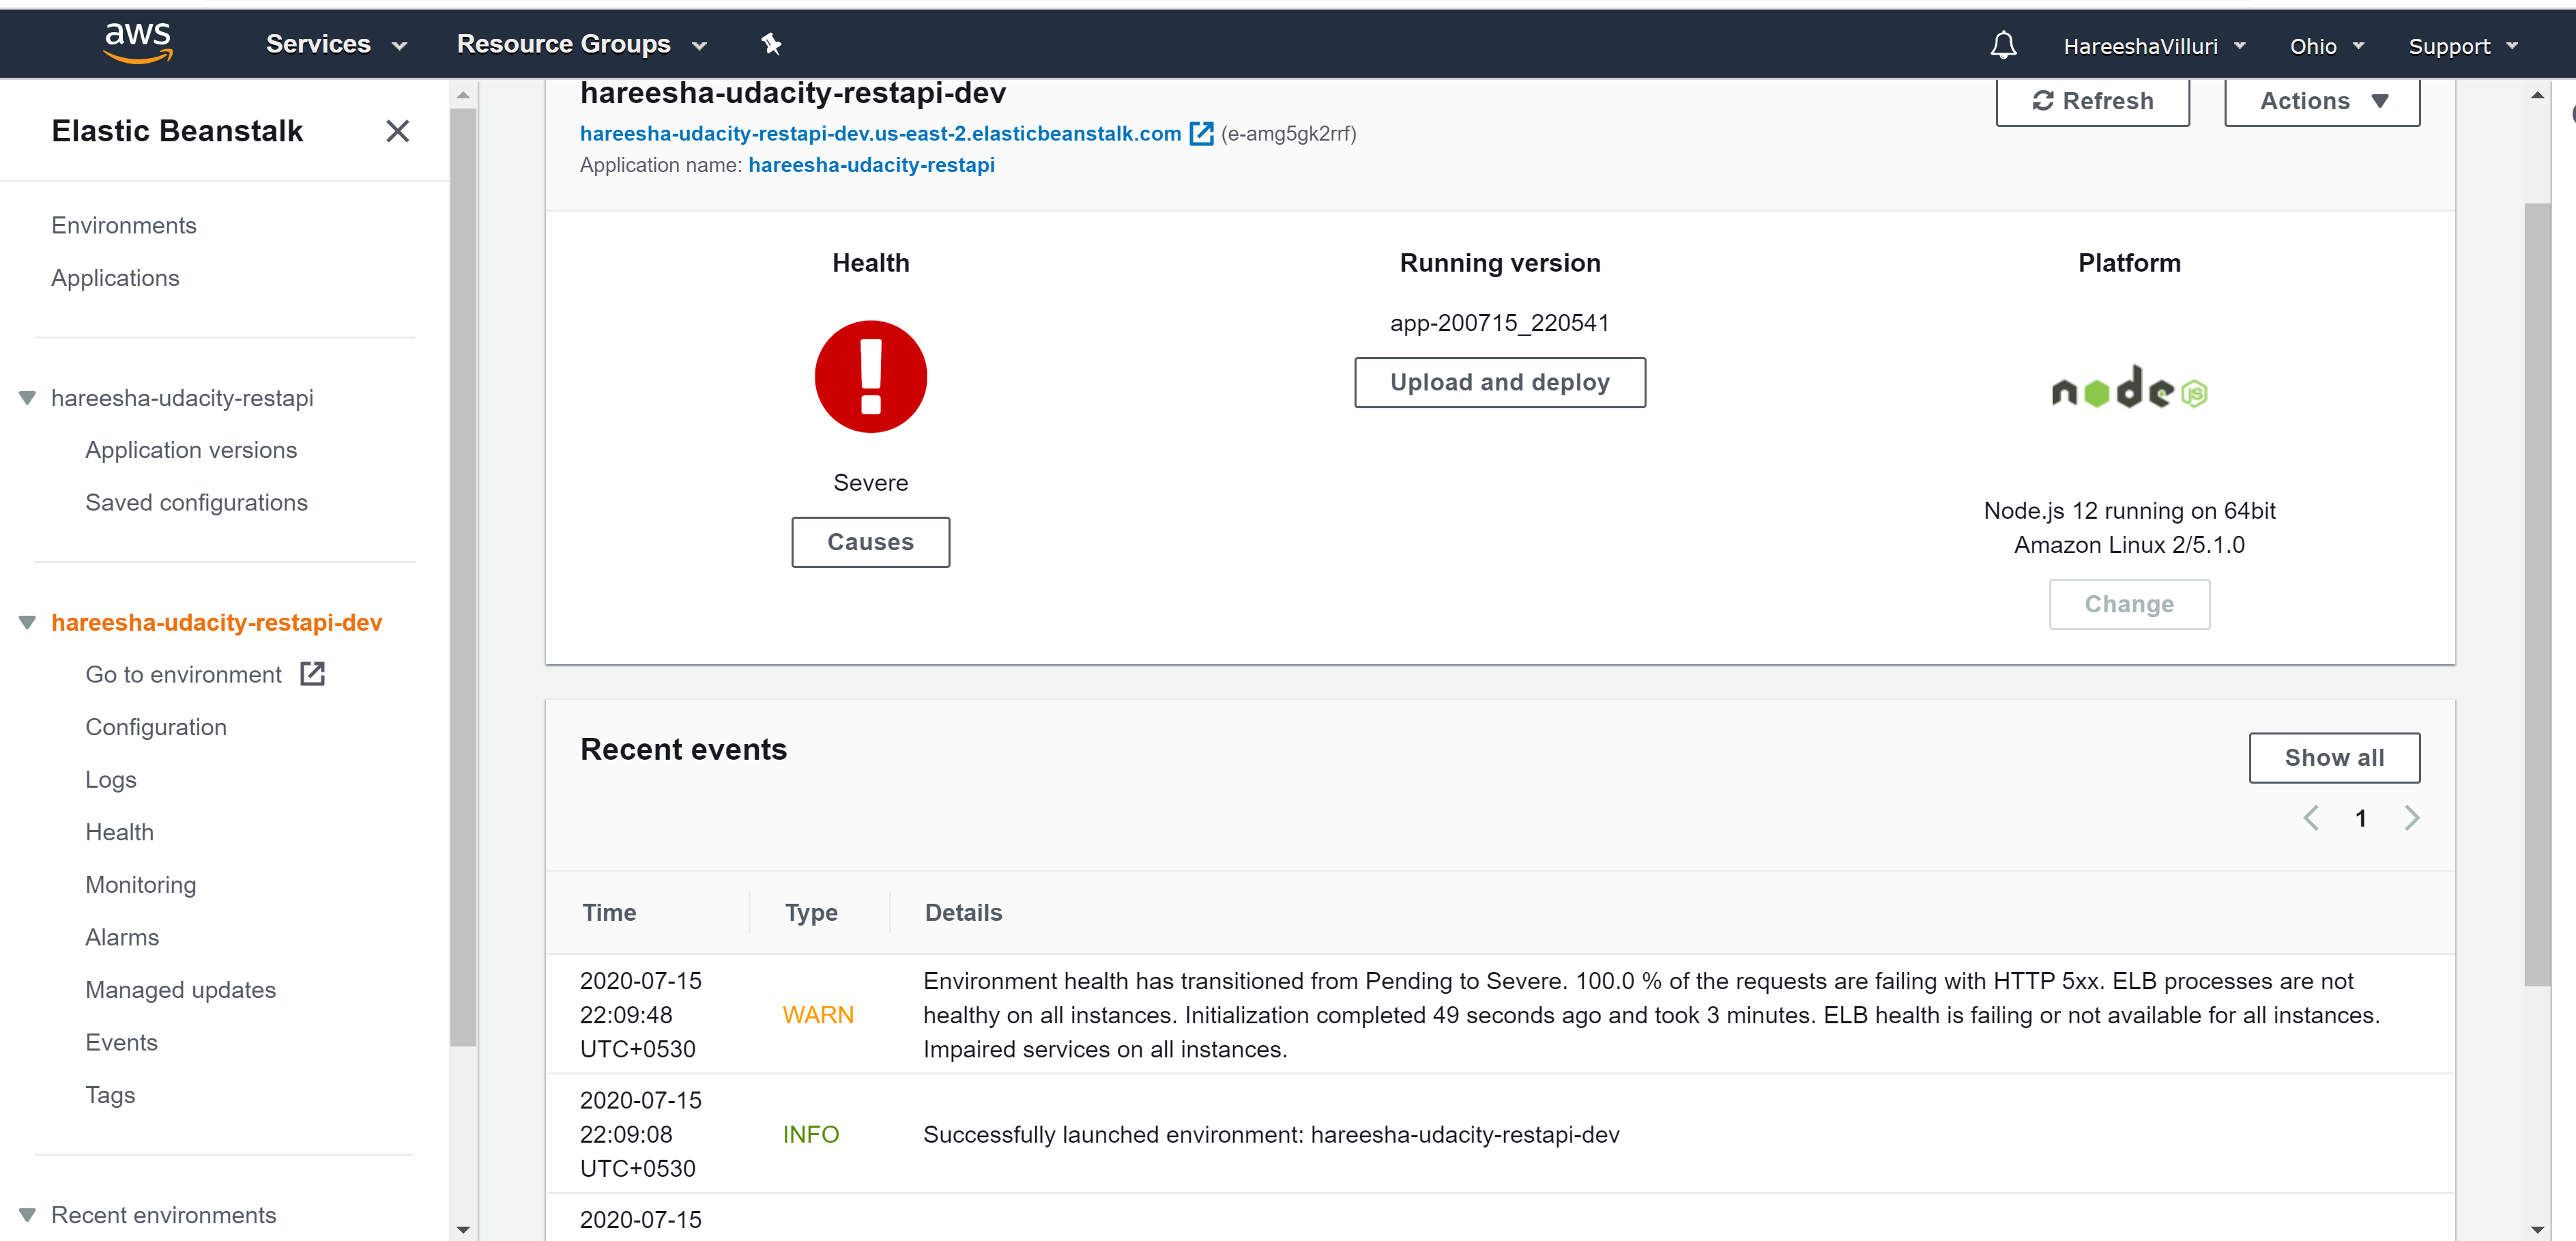 aws
Services
Resource Groups
HareeshaVilluri
Ohio
Support
Elastic Beanstalk
Environments
Applications
hareesha-udacity-restapi
Application versions
Saved configurations
hareesha-udacity-restapi-dev
Go to environment
Configuration
Logs
Health
Monitoring
Alarms
Managed updates
Events
Tags
Recent environments
hareesha-udacity-restapi-dev
hareesha-udacity-restapi-dev.us-east-2.elasticbeanstalk.com (e-amg5gk2rrf)
Application name: hareesha-udacity-restapi
Refresh
Actions
Health
Severe
Causes
Running version
app-200715_220541
Upload and deploy
Platform
node JS
Node.js 12 running on 64bit
Amazon Linux 2/5.1.0
Change
Recent events
Show all
1
Time
Type
Details
2020-07-15
22:09:48
UTC+0530
WARN
Environment health has transitioned from Pending to Severe. 100.0 % of the requests are failing with HTTP 5xx. ELB processes are not
healthy on all instances. Initialization completed 49 seconds ago and took 3 minutes. ELB health is failing or not available for all instances.
Impaired services on all instances.
2020-07-15
22:09:08
UTC+0530
INFO
Successfully launched environment: hareesha-udacity-restapi-dev
2020-07-15